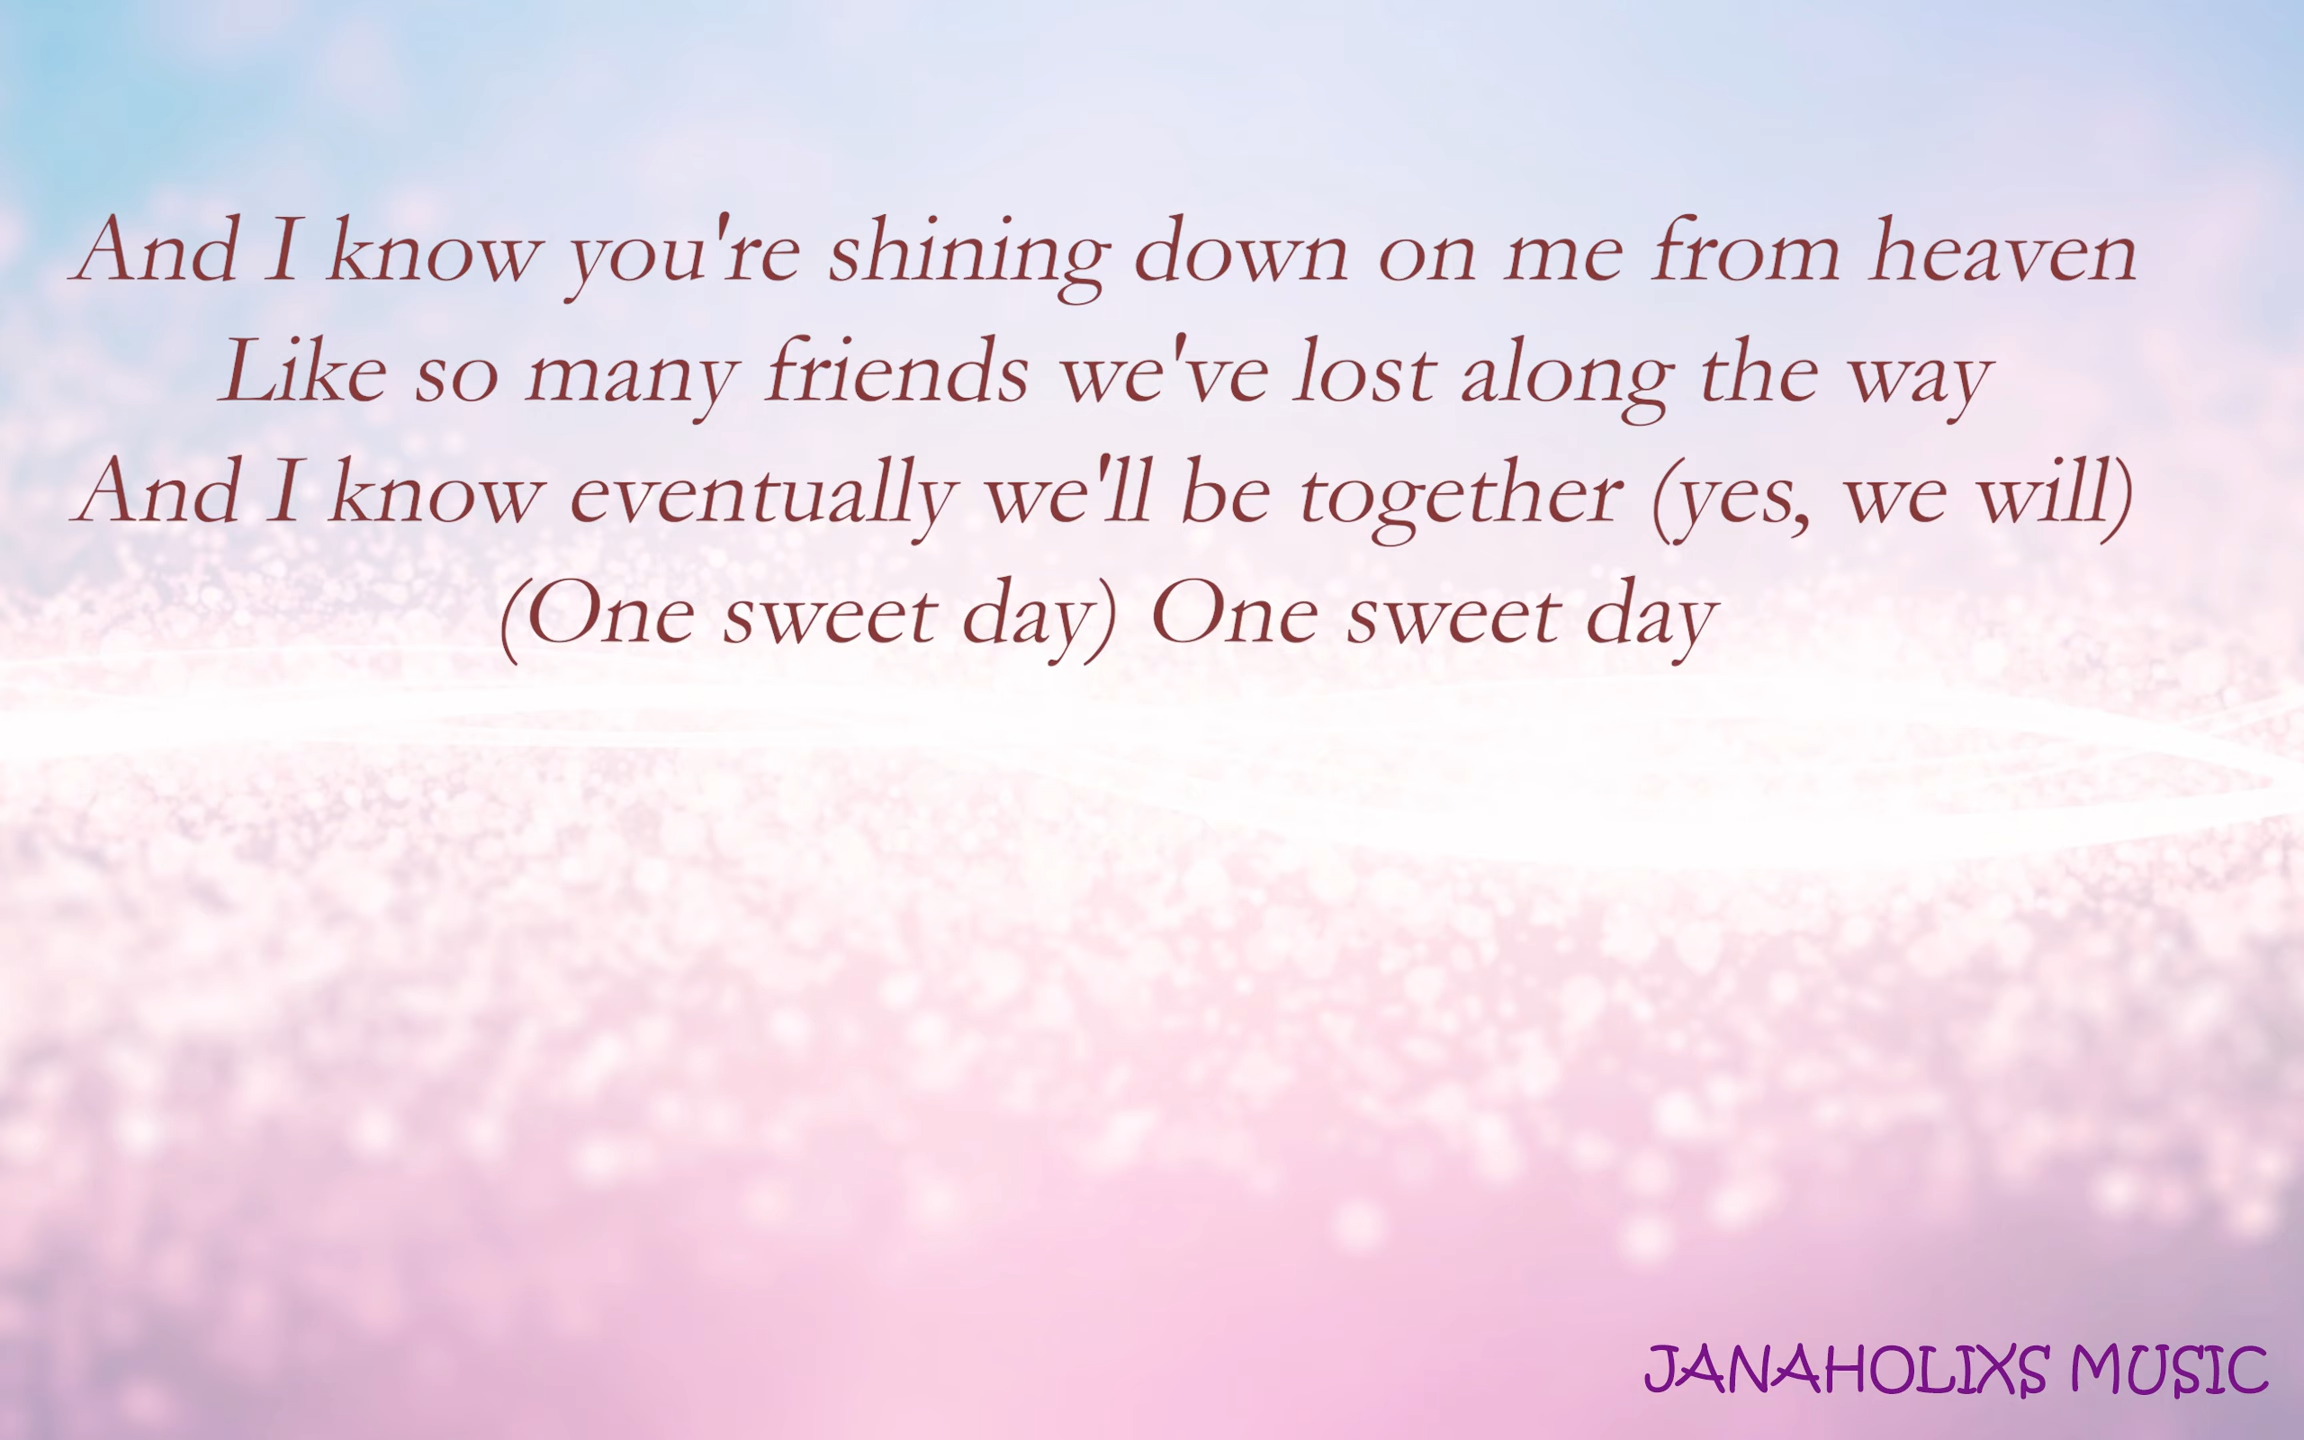 And I know you're shining down on me from heaven
Like so many friends we've lost along the way
And I know eventually we'll be together (yes, we will)
(One sweet day) One sweet day
JANAHOLIXS MUSIC